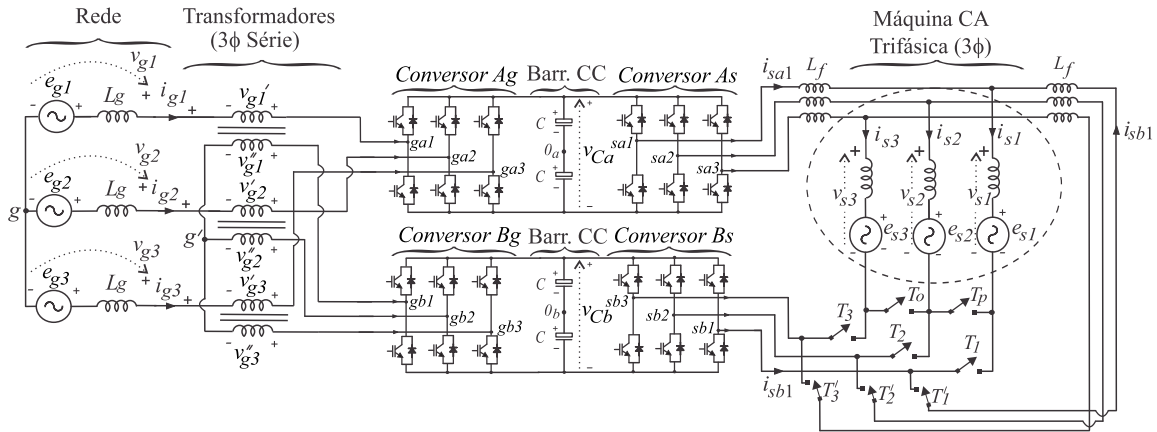 Rede
Transformadores
(3ϕ Série)
Máquina CA
Trifásica (3ϕ)
v_g1
e_g1
L_g
i_g1
v_g1'
v_g1''
v_g2
e_g2
L_g
i_g2
v_g2'
g
g'
v_g2''
v_g3
e_g3
L_g
i_g3
v_g3'
v_g3''
Conversor Ag
Barr. CC
Conversor As
ga1
ga2
ga3
C
0_a
C
v_Ca
sa1
sa2
sa3
Conversor Bg
Barr. CC
Conversor Bs
gb1
gb2
gb3
C
0_b
C
v_Cb
sb3
sb2
sb1
i_sa1
L_f
L_f
i_sb1
i_s3
i_s2
i_s1
v_s3
v_s2
v_s1
e_s3
e_s2
e_s1
T_3
T_o
T_p
T_2
T_1
i_sb1
T_3'
T_2'
T_1'